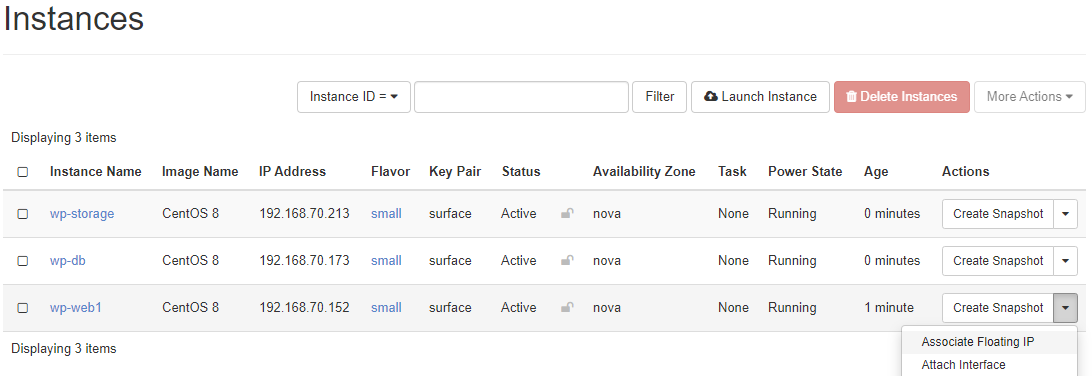 Instances
Instance ID = Filter Launch Instance Delete Instances More Actions
Displaying 3 items
Instance Name Image Name IP Address Flavor Key Pair Status Availability Zone Task Power State Age Actions
wp-storage CentOS 8 192.168.70.213 small surface Active nova None Running 0 minutes Create Snapshot
wp-db CentOS 8 192.168.70.173 small surface Active nova None Running 0 minutes Create Snapshot
wp-web1 CentOS 8 192.168.70.152 small surface Active nova None Running 1 minute Create Snapshot
Displaying 3 items
Associate Floating IP
Attach Interface